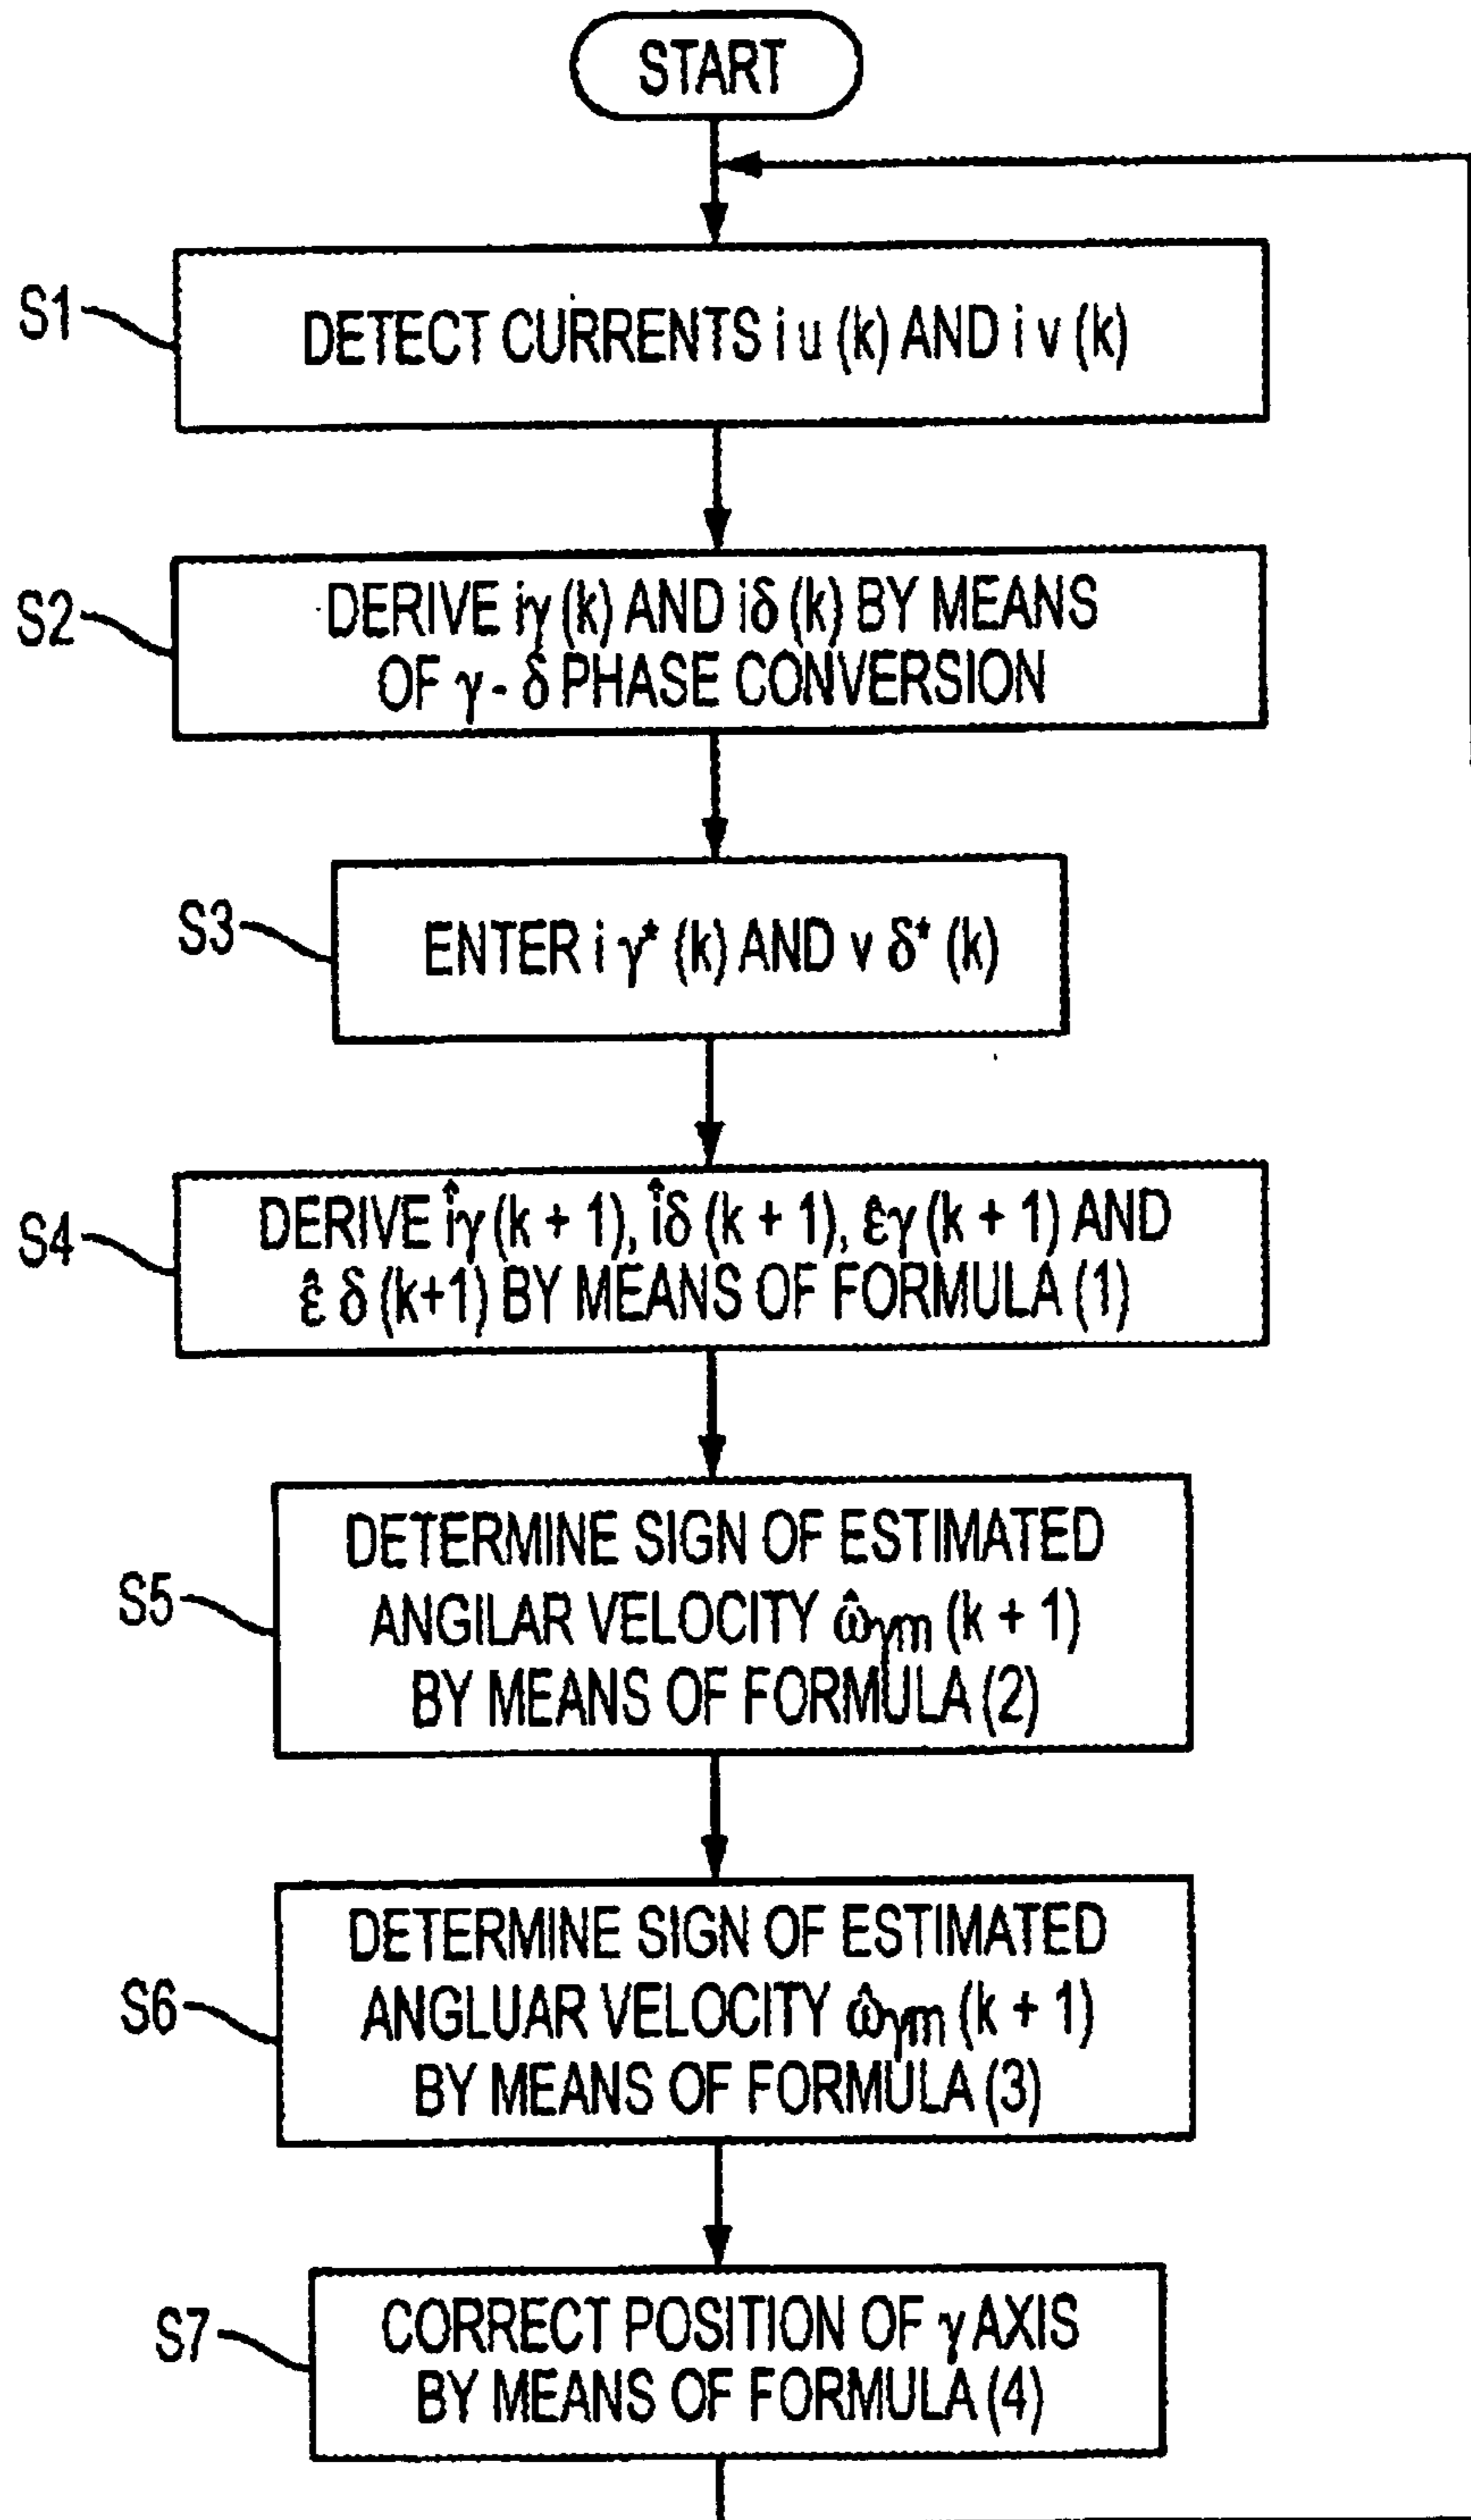 START
S1
DETECT CURRENTS i u (k) AND i v (k)
S2
DERIVE iγ (k) AND iδ (k) BY MEANS
OF γ - δ PHASE CONVERSION
S3
ENTER i γ* (k) AND v δ* (k)
S4
DERIVE îγ (k + 1), îδ (k + 1), ε̂γ (k + 1) AND
ε̂ δ (k+1) BY MEANS OF FORMULA (1)
S5
DETERMINE SIGN OF ESTIMATED
ANGILAR VELOCITY ω̂γm (k + 1)
BY MEANS OF FORMULA (2)
S6
DETERMINE SIGN OF ESTIMATED
ANGLUAR VELOCITY ω̂γm (k + 1)
BY MEANS OF FORMULA (3)
S7
CORRECT POSITION OF γ AXIS
BY MEANS OF FORMULA (4)